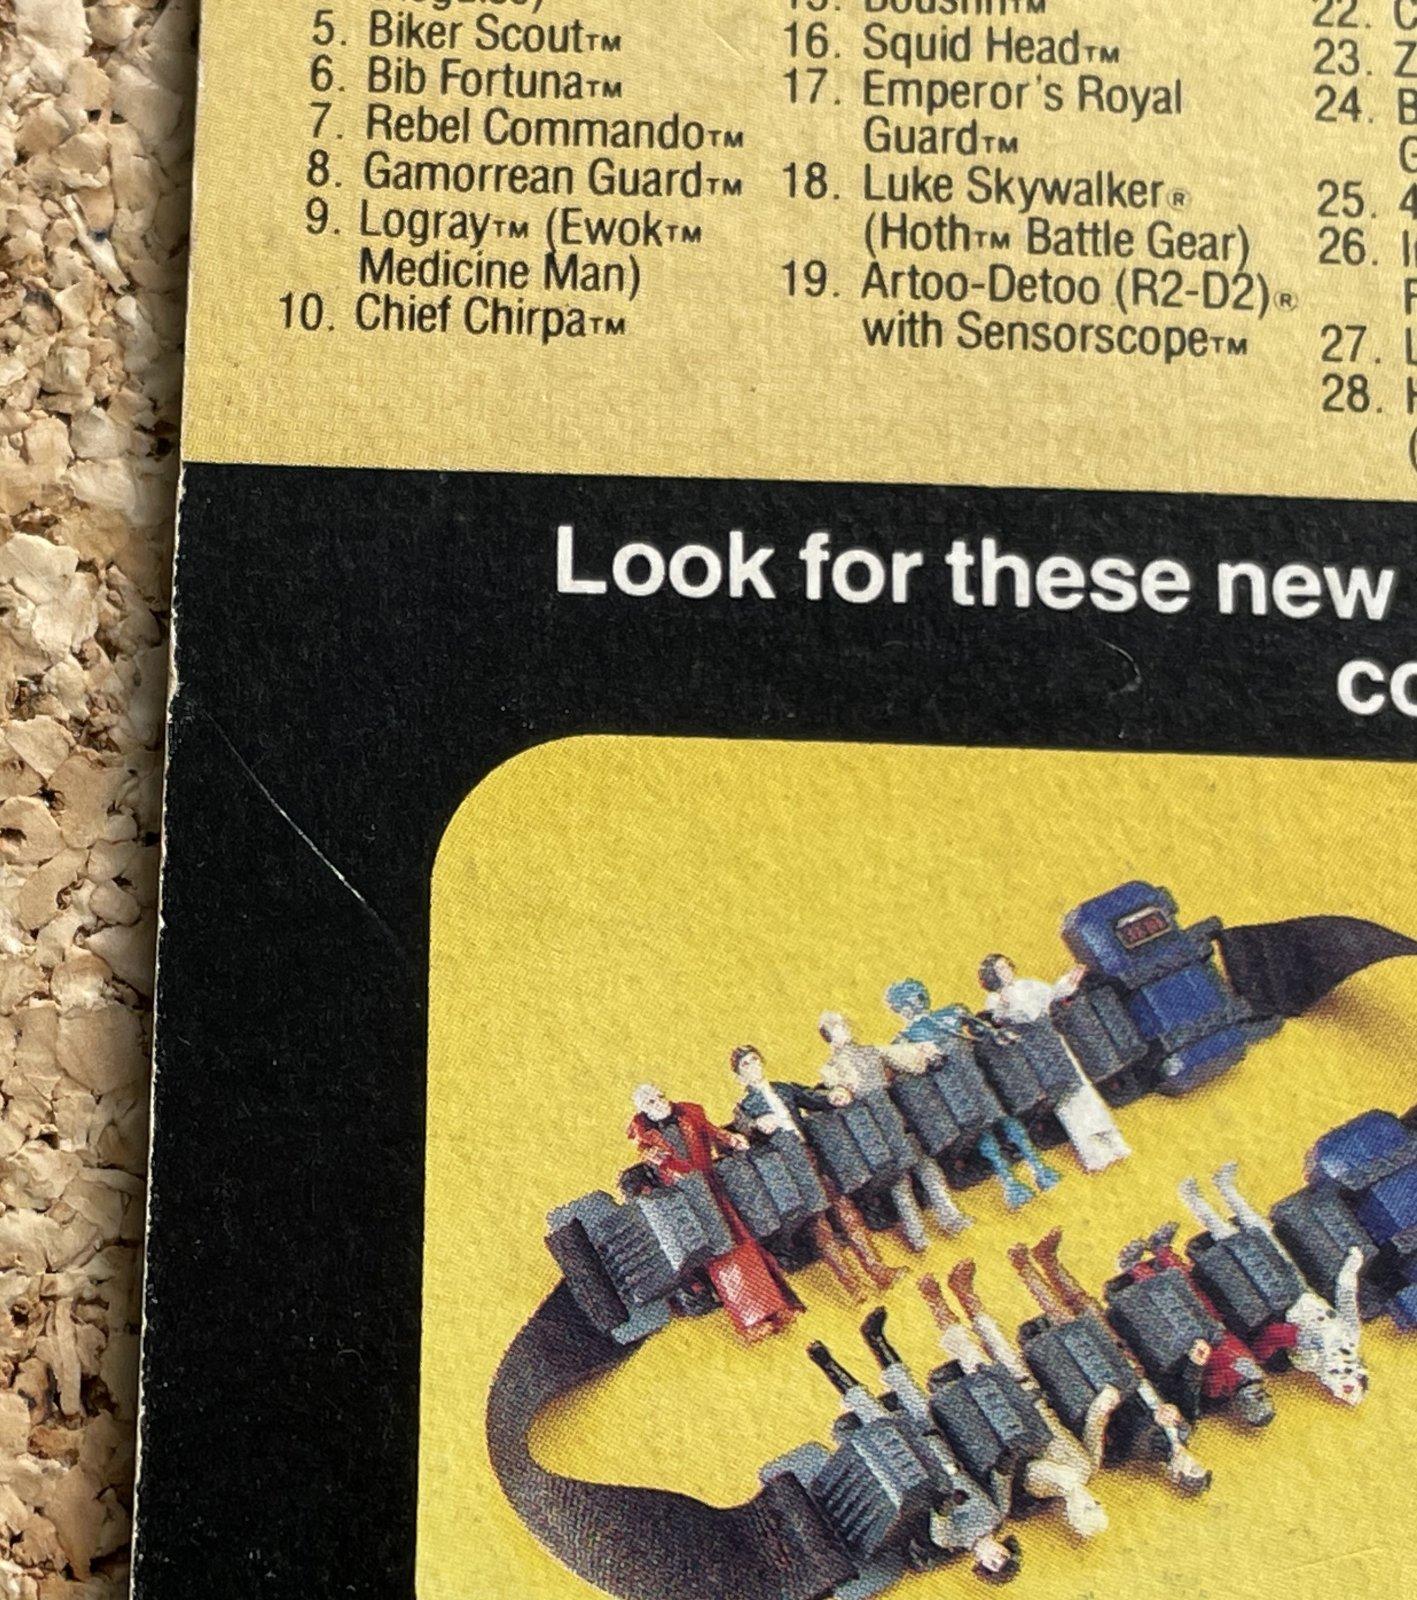 5. Biker Scout™
6. Bib Fortuna™
7. Rebel Commando™
8. Gamorrean Guard™
9. Logray™ (Ewok™
Medicine Man)
10. Chief Chirpa™
16. Squid Head™
17. Emperor's Royal
Guard™
18. Luke Skywalker®
(Hoth™ Battle Gear)
19. Artoo-Detoo (R2-D2)®
with Sensorscope™
22.
23.
24.
25.
26.
27.
28.
Look for these new